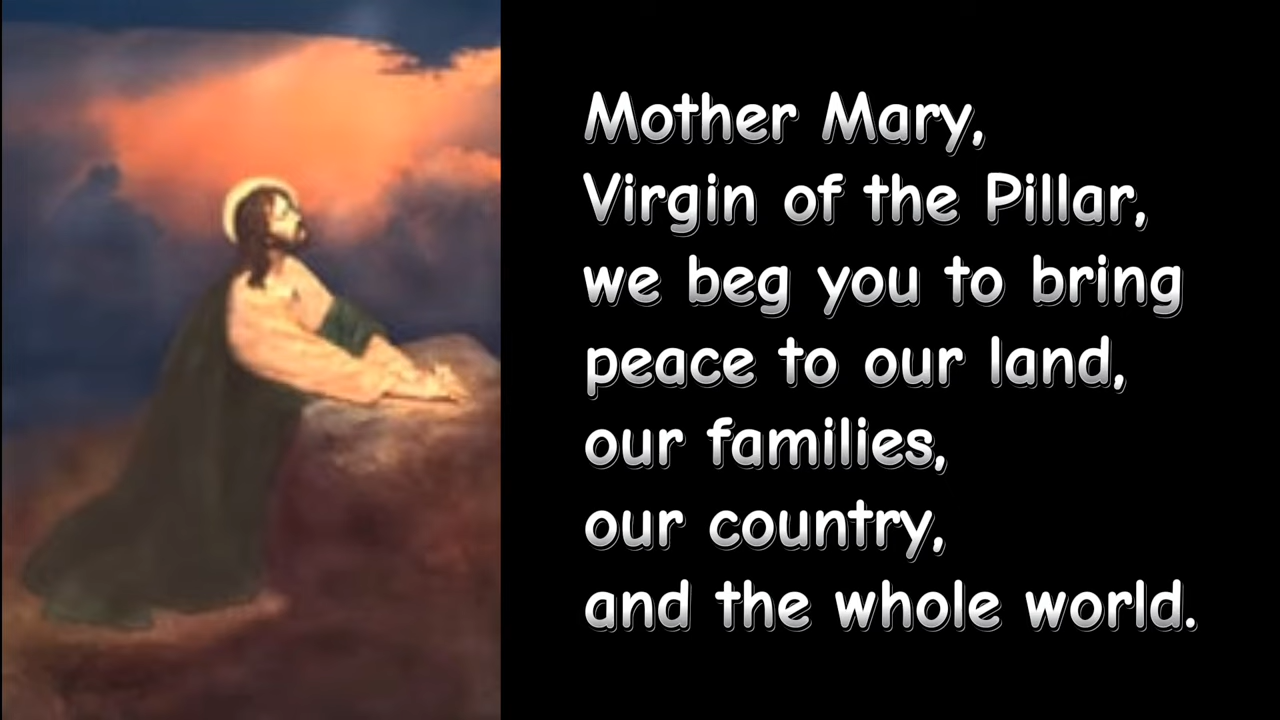 Mother Mary,
Virgin of the Pillar,
we beg you to bring
peace to our land,
our families,
our country,
and the whole world.